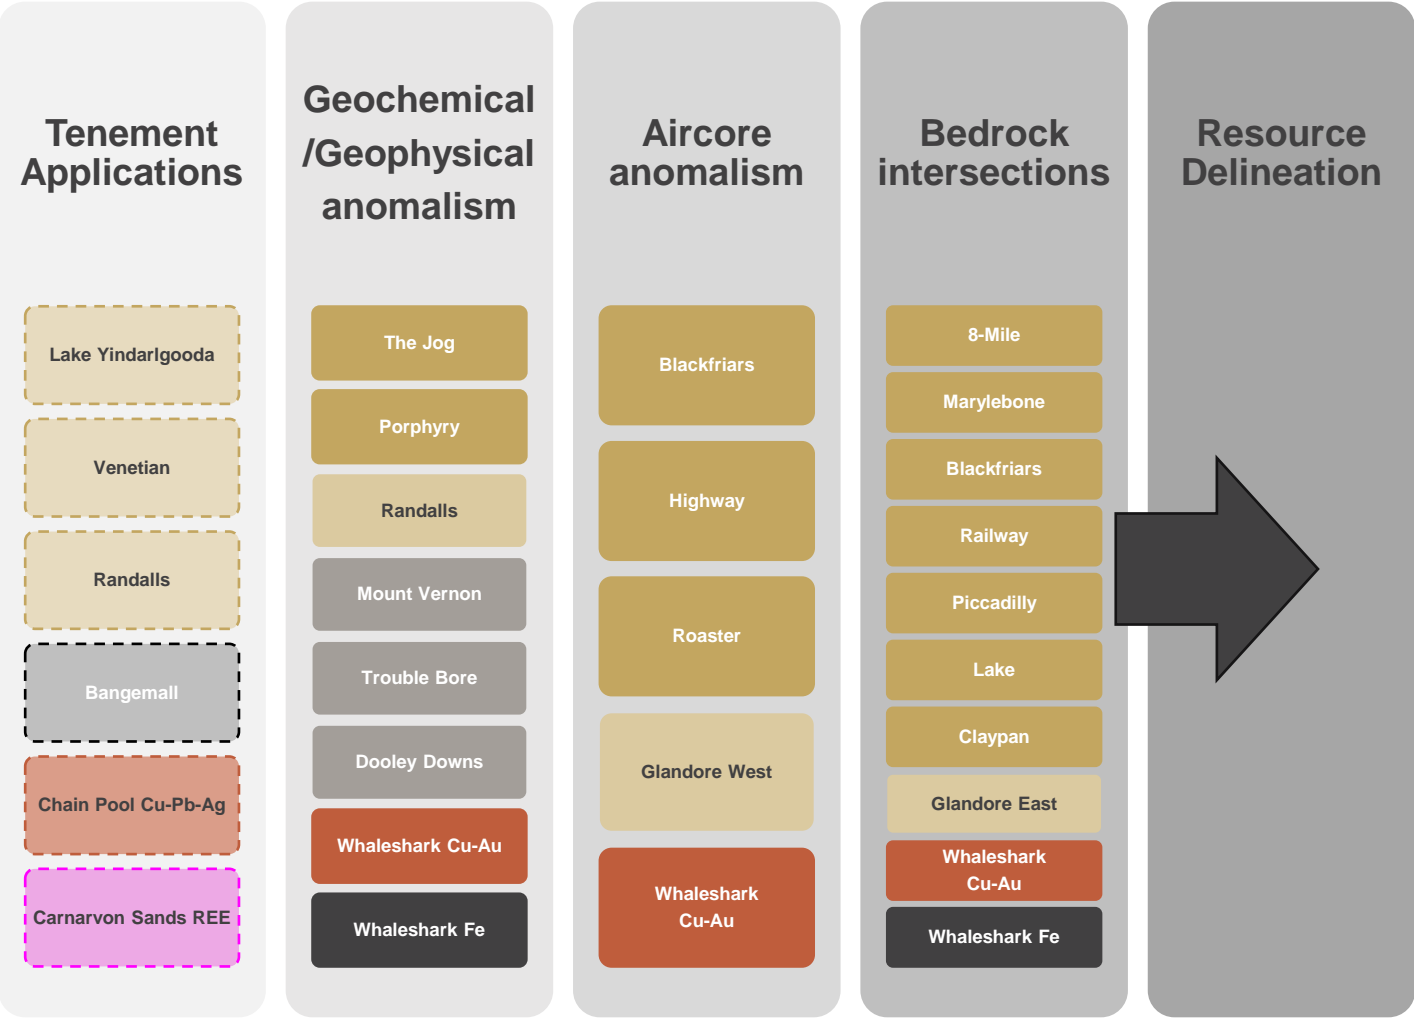 Tenement
Applications
Lake Yindarlgooda
Venetian
Randalls
Bangemall
Chain Pool Cu-Pb-Ag
Carnarvon Sands REE
Geochemical
/Geophysical
anomalism
The Jog
Porphyry
Randalls
Mount Vernon
Trouble Bore
Dooley Downs
Whaleshark Cu-Au
Whaleshark Fe
Aircore
anomalism
Blackfriars
Highway
Roaster
Glandore West
Whaleshark
Cu-Au
Bedrock
intersections
8-Mile
Marylebone
Blackfriars
Railway
Piccadilly
Lake
Claypan
Glandore East
Whaleshark
Cu-Au
Whaleshark Fe
Resource
Delineation